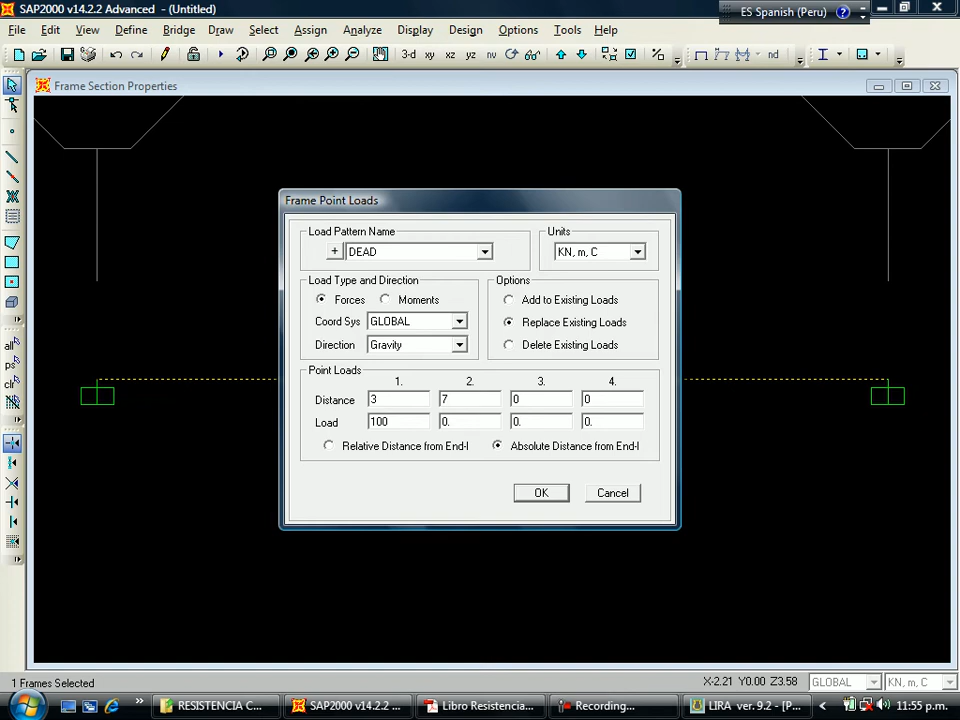 SAP2000 v14.2.2 Advanced - (Untitled)
ES Spanish (Peru)
File Edit View Define Bridge Draw Select Assign Analyze Display Design Options Tools Help
3-d xy xz yz nv nd
Frame Section Properties
all
ps
clr
Frame Point Loads
Load Pattern Name
+ DEAD
Units
KN, m, C
Load Type and Direction
Forces Moments
Coord Sys GLOBAL
Direction Gravity
Options
Add to Existing Loads
Replace Existing Loads
Delete Existing Loads
Point Loads
1. 2. 3. 4.
Distance 3 7 0 0
Load 100 0. 0. 0.
Relative Distance from End-I Absolute Distance from End-I
OK Cancel
1 Frames Selected
X-2.21 Y0.00 Z3.58
GLOBAL
KN, m, C
RESISTENCIA C...
SAP2000 v14.2.2 ...
Libro Resistencia...
Recording...
LIRA ver. 9.2 - [P...
11:55 p.m.